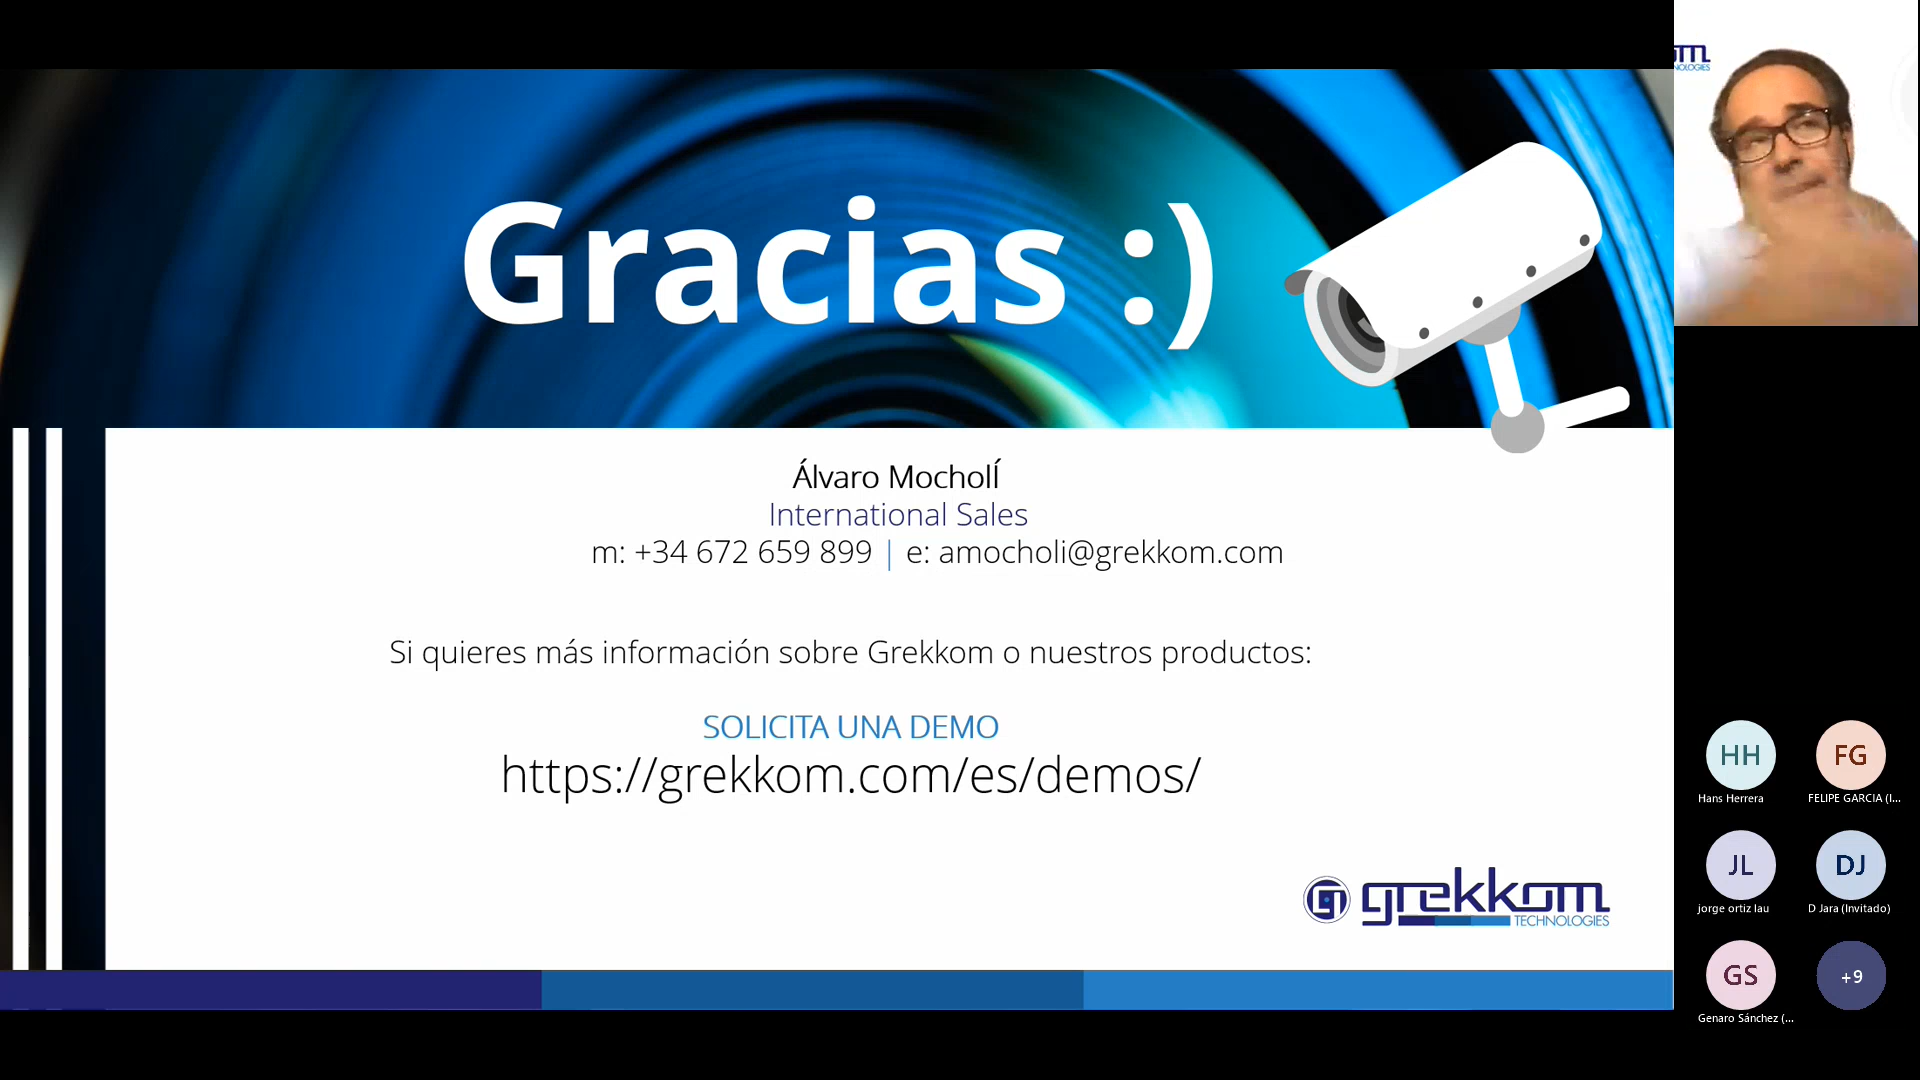 Gracias :)
Álvaro MocholÍ
International Sales
m: +34 672 659 899 | e: amocholi@grekkom.com
Si quieres más información sobre Grekkom o nuestros productos:
SOLICITA UNA DEMO
https://grekkom.com/es/demos/
grekkom
TECHNOLOGIES
HH
Hans Herrera
FG
FELIPE GARCIA (I...
JL
jorge ortiz lau
DJ
D Jara (Invitado)
GS
Genaro Sánchez (...
+9